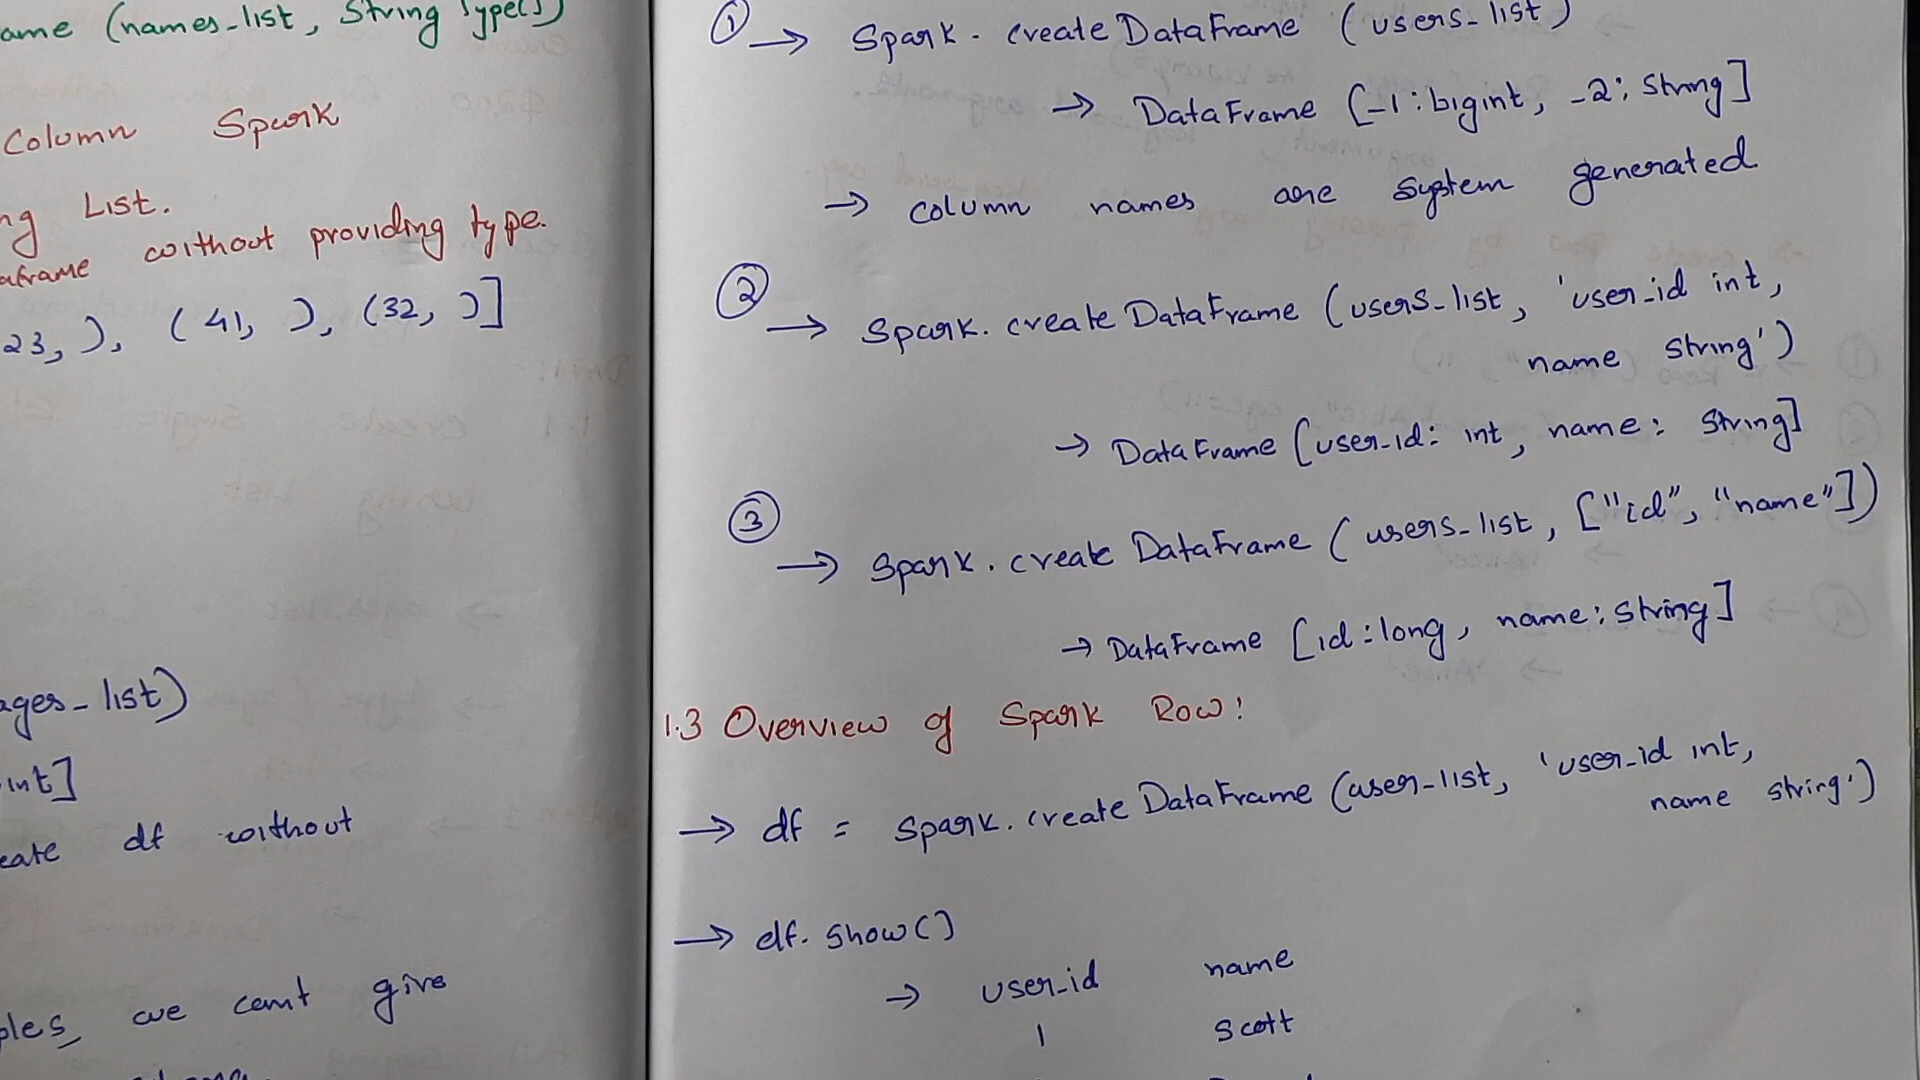 ame (names_list, String Type())
Column Spark
ng List.
aframe without providing type.
23, ), (41, ), (32, )]
ages_list)
int]
eate df without
ples, we cant give
① → Spark. createDataFrame (users_list)
→ DataFrame [_1: bigint, _2: string]
→ column names are system generated
②
→ Spark. createDataFrame (users_list, 'user_id int,
name string')
→ DataFrame [user_id: int, name: string]
③
→ Spark. createDataFrame (users_list, ["id", "name"])
→ DataFrame [id: long, name: string]
1.3 Overview of Spark Row:
→ df = spark. createDataFrame (user_list, 'user_id int,
name string')
→ df. show()
→ user_id name
1 scott